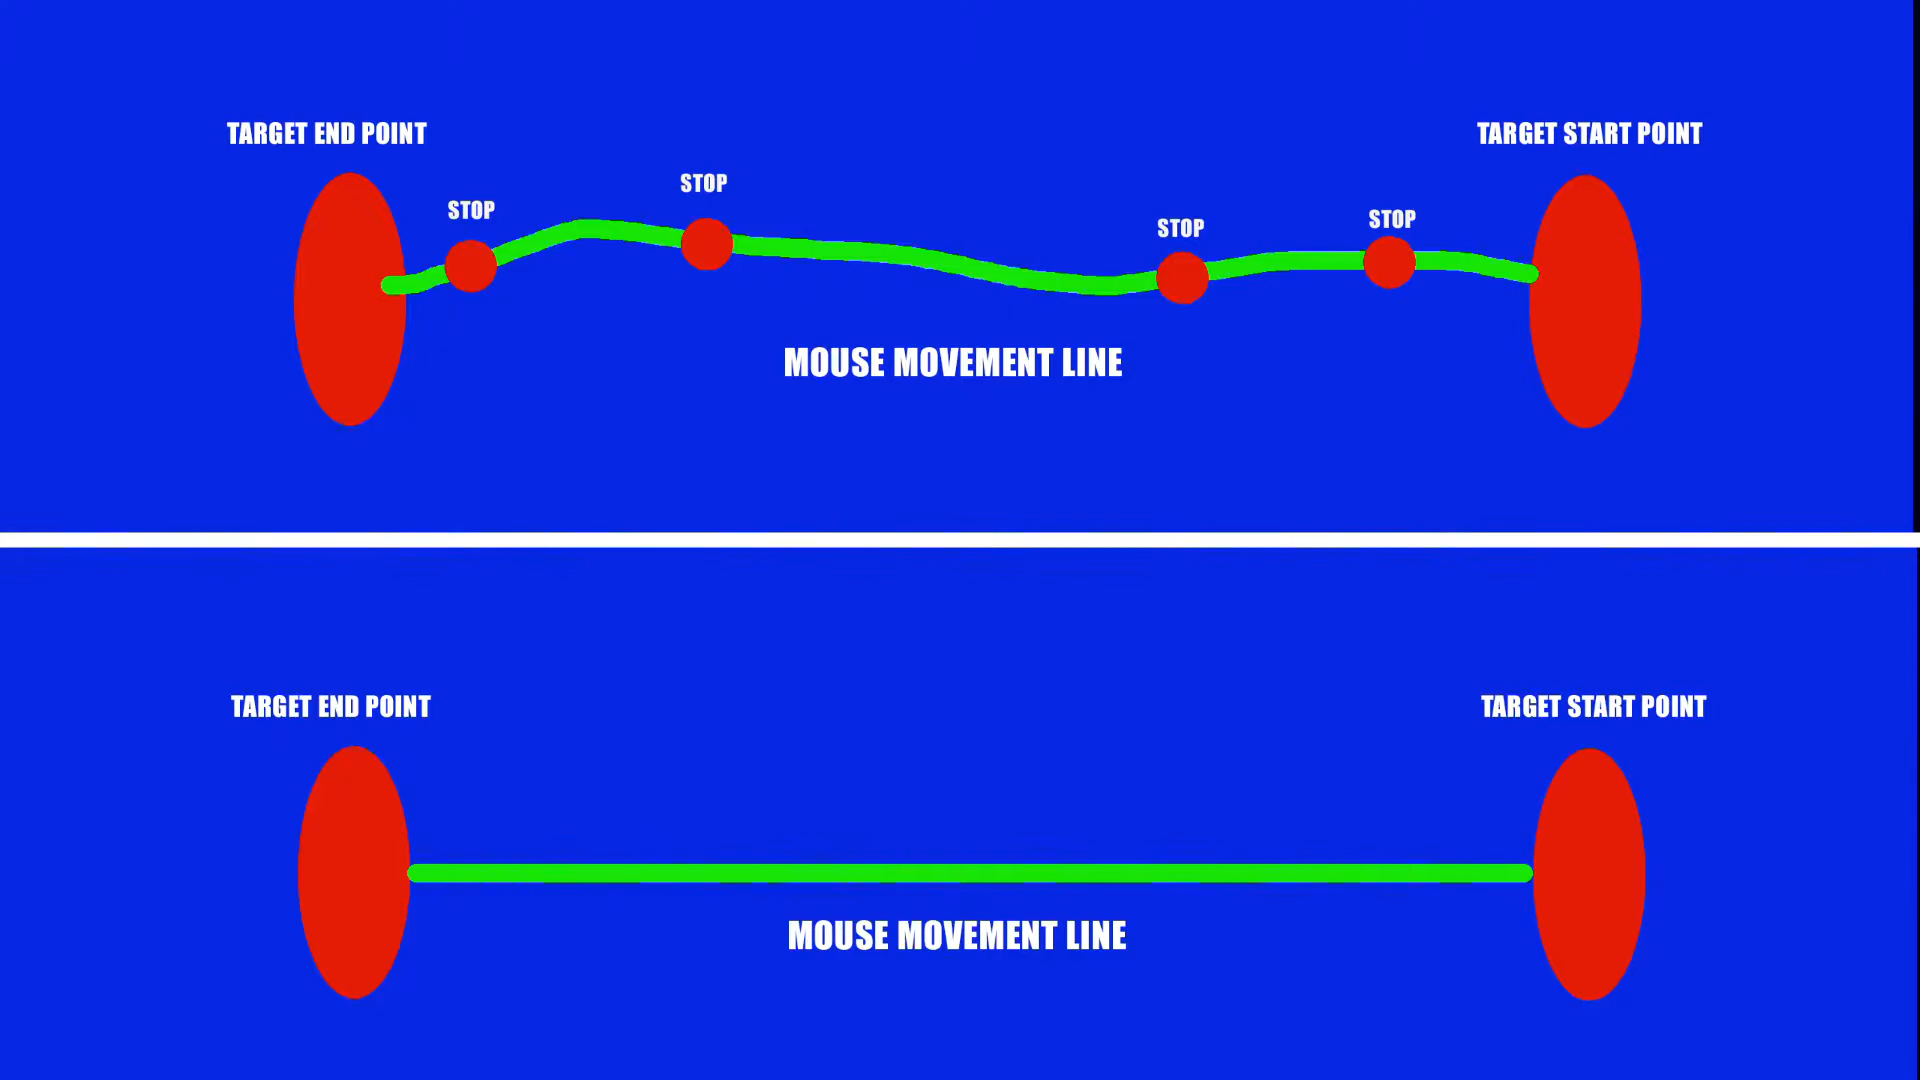 TARGET END POINT
TARGET START POINT
STOP
STOP
STOP
STOP
MOUSE MOVEMENT LINE
TARGET END POINT
TARGET START POINT
MOUSE MOVEMENT LINE